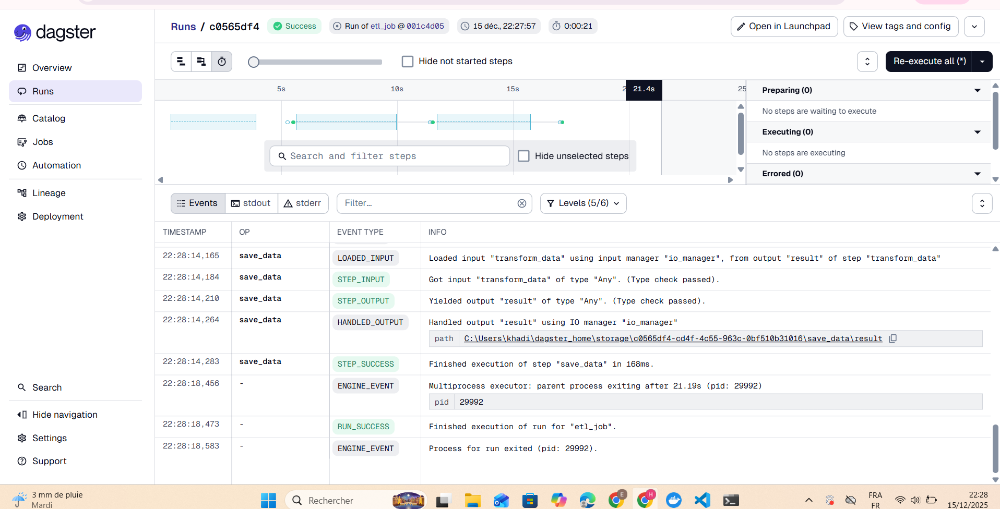 dagster
Overview
Runs
Catalog
Jobs
Automation
Lineage
Deployment
Search
Hide navigation
Settings
Support
Runs / c0565df4
Success
Run of etl_job @ 001c4d05
15 déc., 22:27:57
0:00:21
Open in Launchpad
View tags and config
Hide not started steps
Re-execute all (*)
5s 10s 15s 2 21.4s 25
Search and filter steps
Hide unselected steps
Preparing (0)
No steps are waiting to execute
Executing (0)
No steps are executing
Errored (0)
Events stdout stderr
Filter...
Levels (5/6)
TIMESTAMP OP EVENT TYPE INFO
22:28:14,165 save_data LOADED_INPUT Loaded input "transform_data" using input manager "io_manager", from output "result" of step "transform_data"
22:28:14,184 save_data STEP_INPUT Got input "transform_data" of type "Any". (Type check passed).
22:28:14,210 save_data STEP_OUTPUT Yielded output "result" of type "Any". (Type check passed).
22:28:14,264 save_data HANDLED_OUTPUT Handled output "result" using IO manager "io_manager"
path C:\Users\khadi\dagster_home\storage\c0565df4-cd4f-4c55-963c-0bf510b31016\save_data\result
22:28:14,283 save_data STEP_SUCCESS Finished execution of step "save_data" in 168ms.
22:28:18,456 - ENGINE_EVENT Multiprocess executor: parent process exiting after 21.19s (pid: 29992)
pid 29992
22:28:18,473 - RUN_SUCCESS Finished execution of run for "etl_job".
22:28:18,583 - ENGINE_EVENT Process for run exited (pid: 29992).
3 mm de pluie
Mardi
Rechercher
E
H
FRA
FR
22:28
15/12/2025